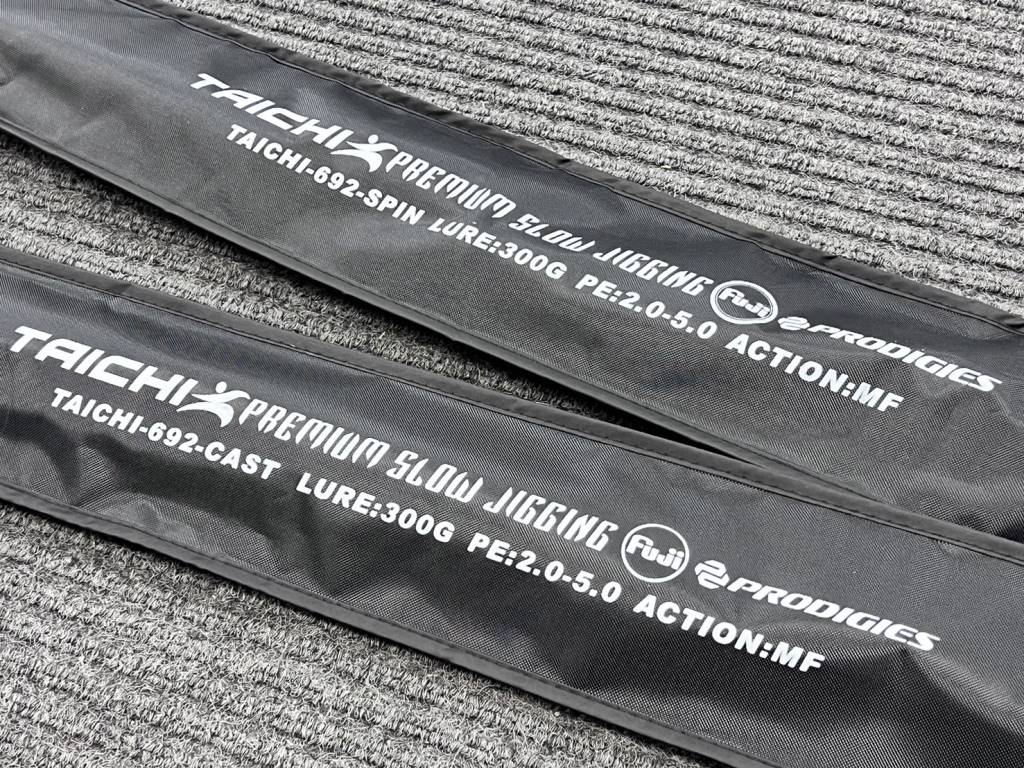 TAICHI PREMIUM SLOW JIGGING Fuji PRODIGIES
TAICHI-692-SPIN LURE:300G PE:2.0-5.0 ACTION:MF
TAICHI PREMIUM SLOW JIGGING Fuji PRODIGIES
TAICHI-692-CAST LURE:300G PE:2.0-5.0 ACTION:MF